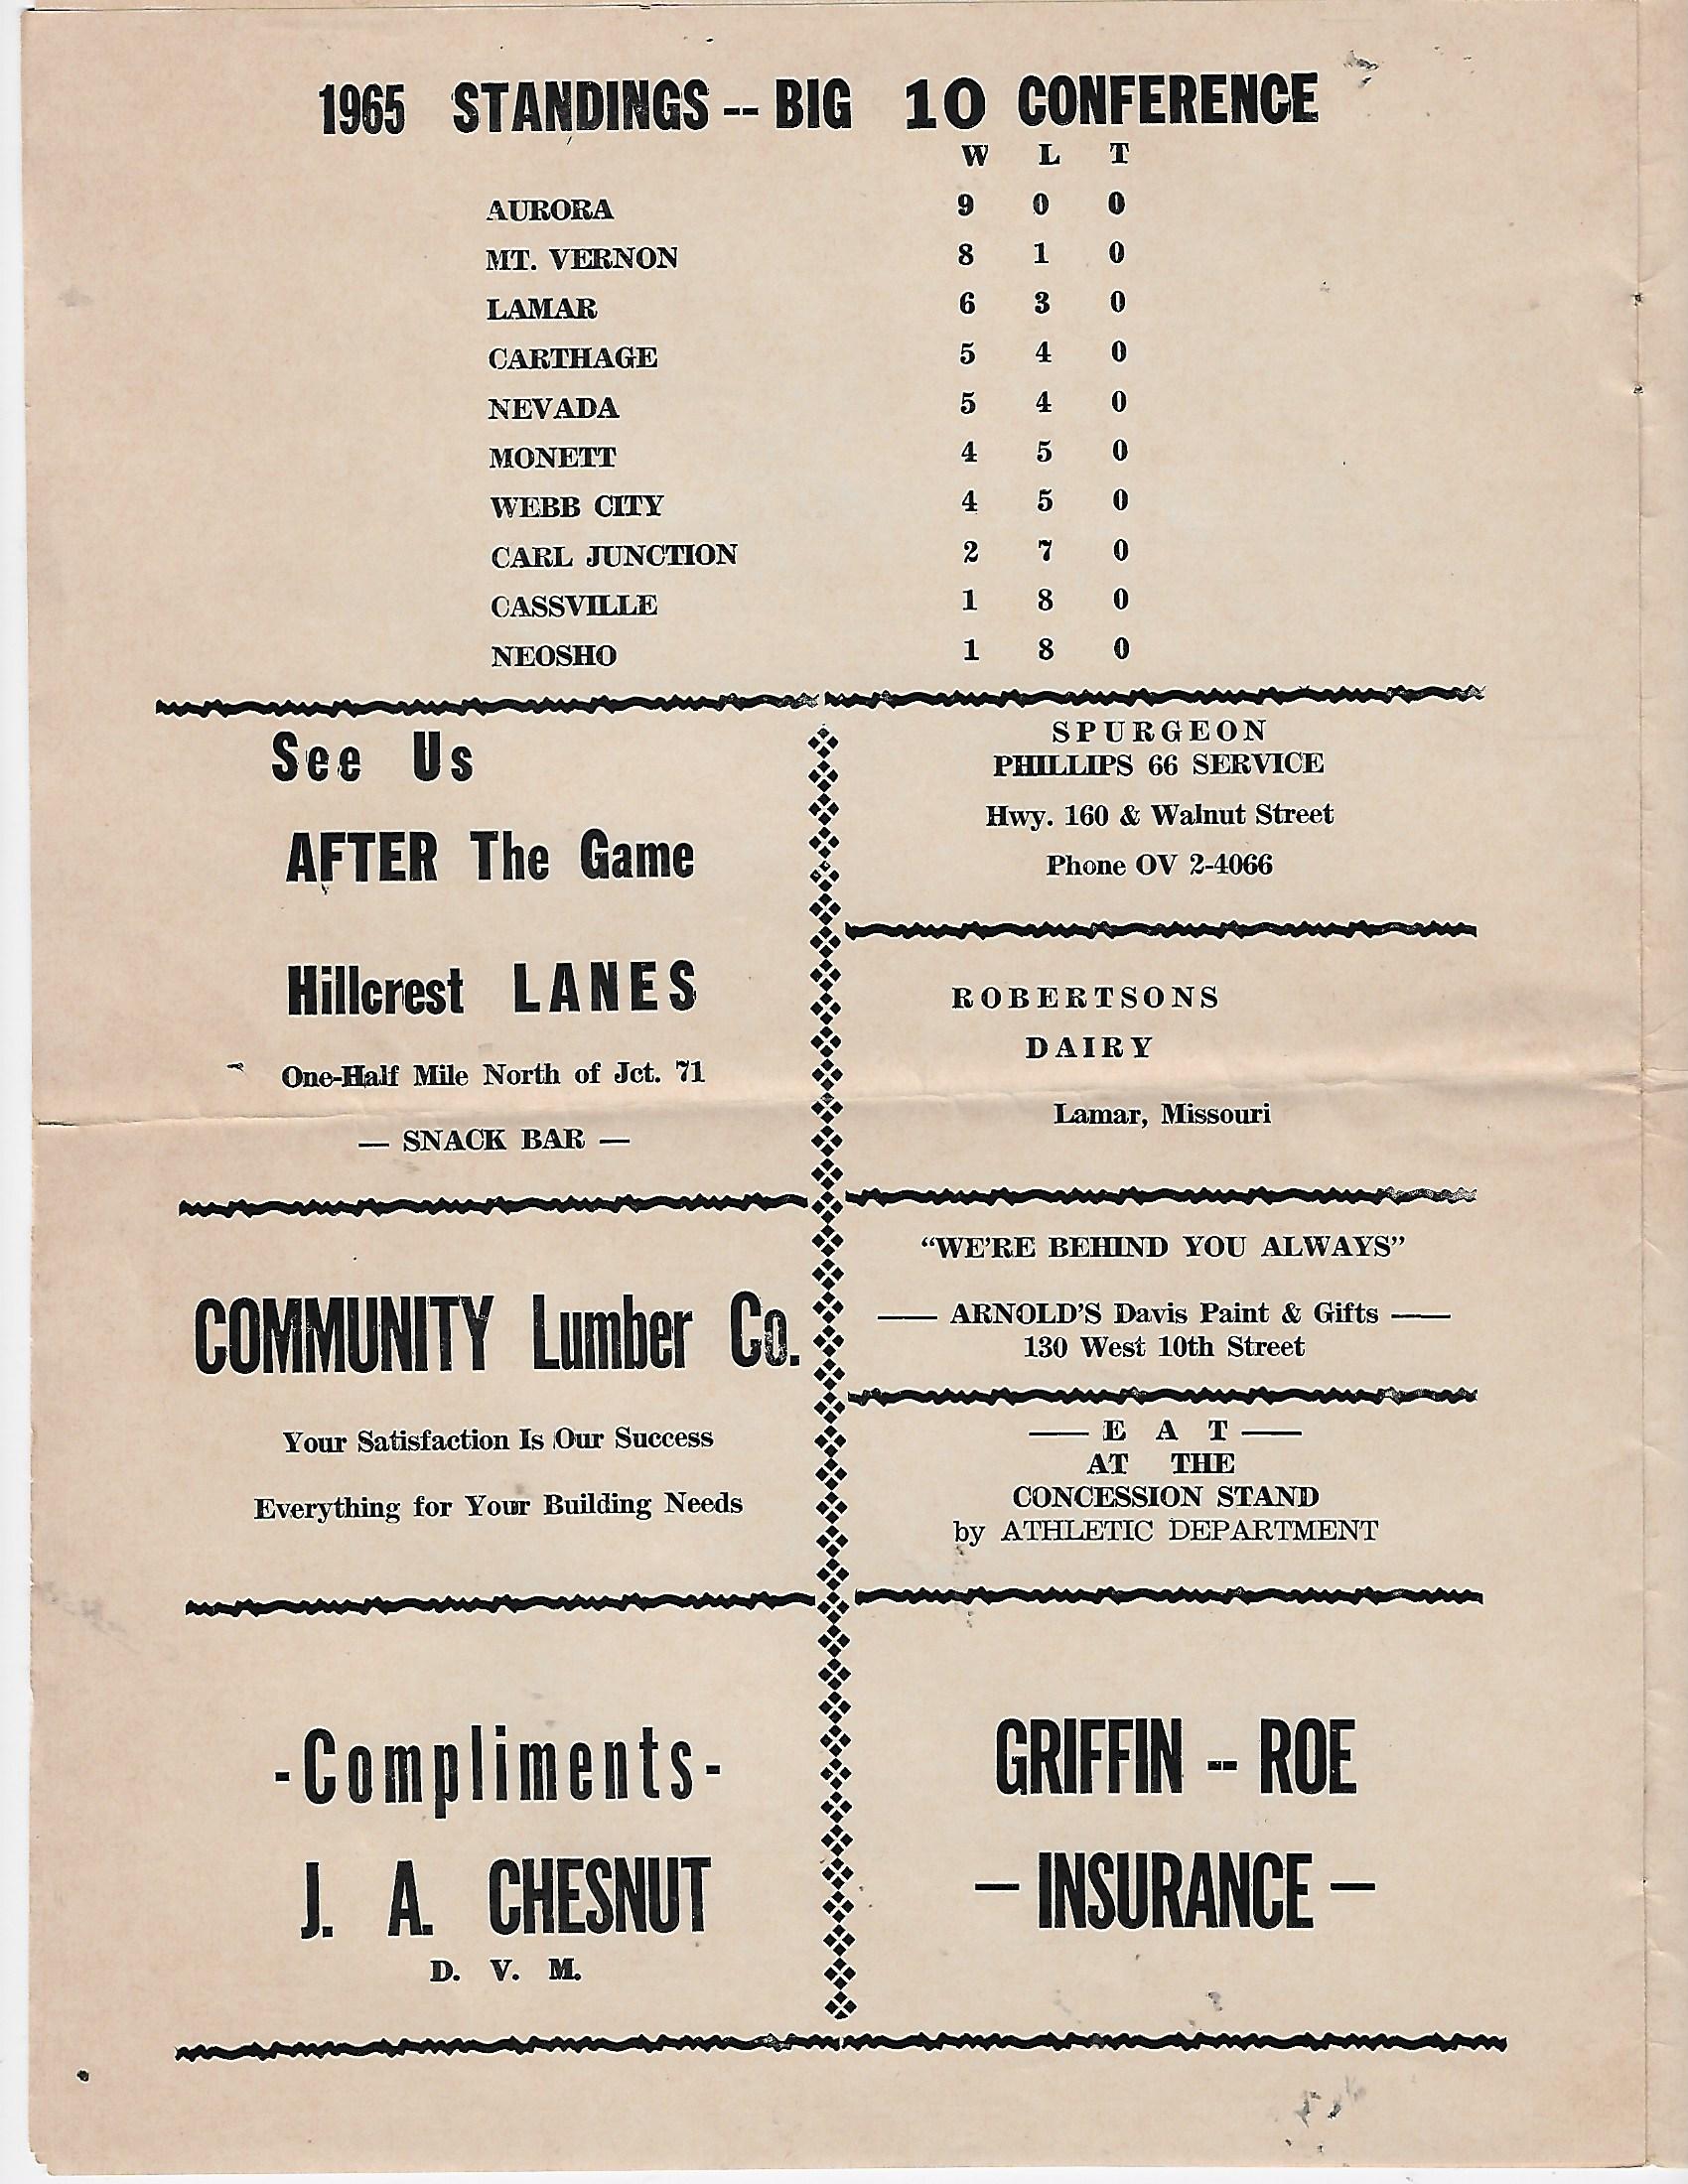 1965 STANDINGS -- BIG 10 CONFERENCE
W L T
AURORA 9 0 0
MT. VERNON 8 1 0
LAMAR 6 3 0
CARTHAGE 5 4 0
NEVADA 5 4 0
MONETT 4 5 0
WEBB CITY 4 5 0
CARL JUNCTION 2 7 0
CASSVILLE 1 8 0
NEOSHO 1 8 0
See Us
AFTER The Game
Hillcrest LANES
One-Half Mile North of Jct. 71
— SNACK BAR —
COMMUNITY Lumber Co.
Your Satisfaction Is Our Success
Everything for Your Building Needs
-Compliments-
J. A. CHESNUT
D. V. M.
SPURGEON
PHILLIPS 66 SERVICE
Hwy. 160 & Walnut Street
Phone OV 2-4066
ROBERTSONS
DAIRY
Lamar, Missouri
“WE'RE BEHIND YOU ALWAYS”
—— ARNOLD'S Davis Paint & Gifts ——
130 West 10th Street
—— E A T ——
AT THE
CONCESSION STAND
by ATHLETIC DEPARTMENT
GRIFFIN -- ROE
— INSURANCE —